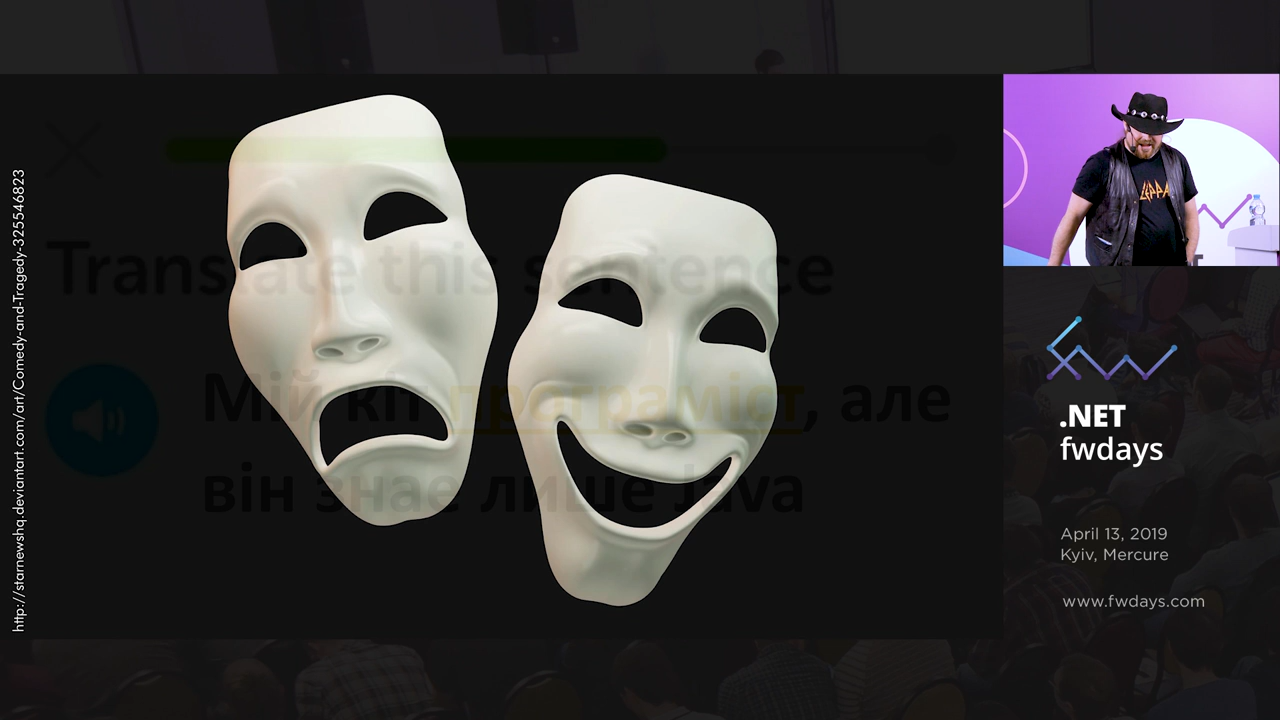 http://starnewshq.deviantart.com/art/Comedy-and-Tragedy-325546823
Translate this sentence
Мій кіт програміст, але
він знає лише Java
LEPPA
.NET
fwdays
April 13, 2019
Kyiv, Mercure
www.fwdays.com